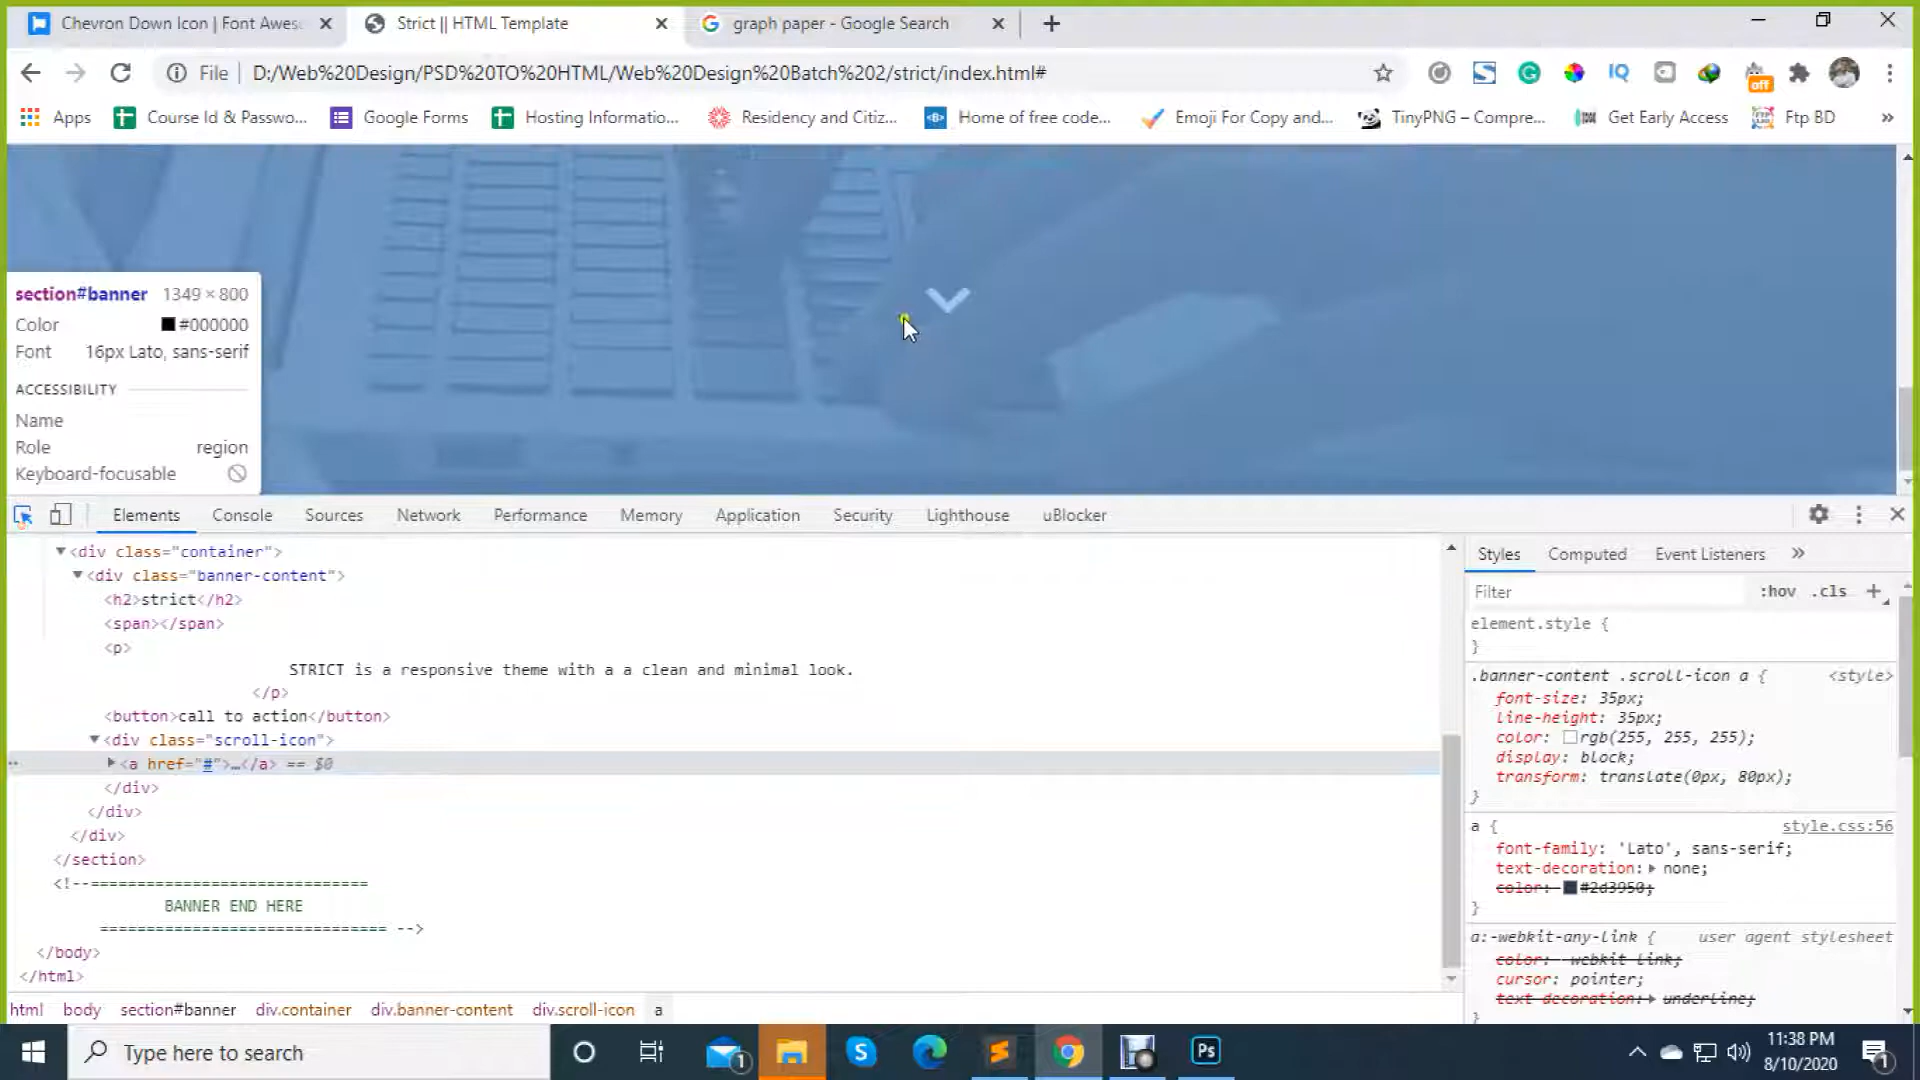 Chevron Down Icon | Font Awes
Strict || HTML Template
graph paper - Google Search
File
D:/Web%20Design/PSD%20TO%20HTML/Web%20Design%20Batch%202/strict/index.html#
IQ
off
Apps
Course Id & Passwo...
Google Forms
Hosting Informatio...
Residency and Citiz...
Home of free code...
Emoji For Copy and...
TinyPNG – Compre...
Get Early Access
Ftp BD
»
section#banner 1349 × 800
Color #000000
Font 16px Lato, sans-serif
ACCESSIBILITY
Name
Role region
Keyboard-focusable
Elements
Console
Sources
Network
Performance
Memory
Application
Security
Lighthouse
uBlocker
<div class="container">
<div class="banner-content">
<h2>strict</h2>
<span></span>
<p>
STRICT is a responsive theme with a a clean and minimal look.
</p>
<button>call to action</button>
<div class="scroll-icon">
<a href="#">…</a> == $0
</div>
</div>
</div>
</section>
<!--==============================
BANNER END HERE
=============================== -->
</body>
</html>
html body section#banner div.container div.banner-content div.scroll-icon a
Styles
Computed
Event Listeners
»
Filter
:hov
.cls
+
element.style {
}
.banner-content .scroll-icon a { <style>
font-size: 35px;
line-height: 35px;
color: rgb(255, 255, 255);
display: block;
transform: translate(0px, 80px);
}
a { style.css:56
font-family: 'Lato', sans-serif;
text-decoration: none;
color: #2d3950;
}
a:-webkit-any-link { user agent stylesheet
color: -webkit-link;
cursor: pointer;
text-decoration: underline;
}
Type here to search
1
S
Ps
11:38 PM
8/10/2020
1